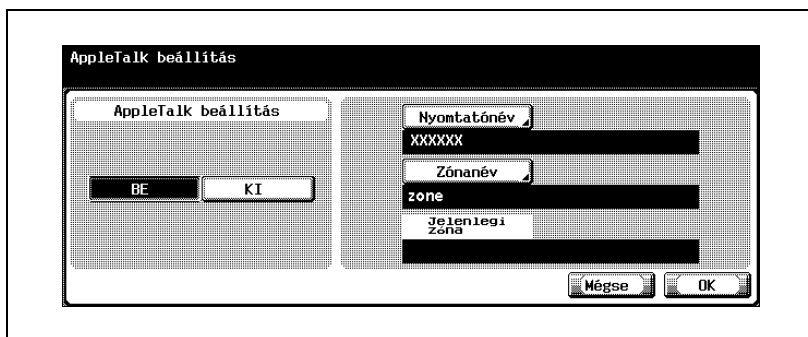 AppleTalk beállítás
AppleTalk beállítás
BE KI
Nyomtatónév
XXXXXX
Zónanév
zone
Jelenlegi
zóna
Mégse OK